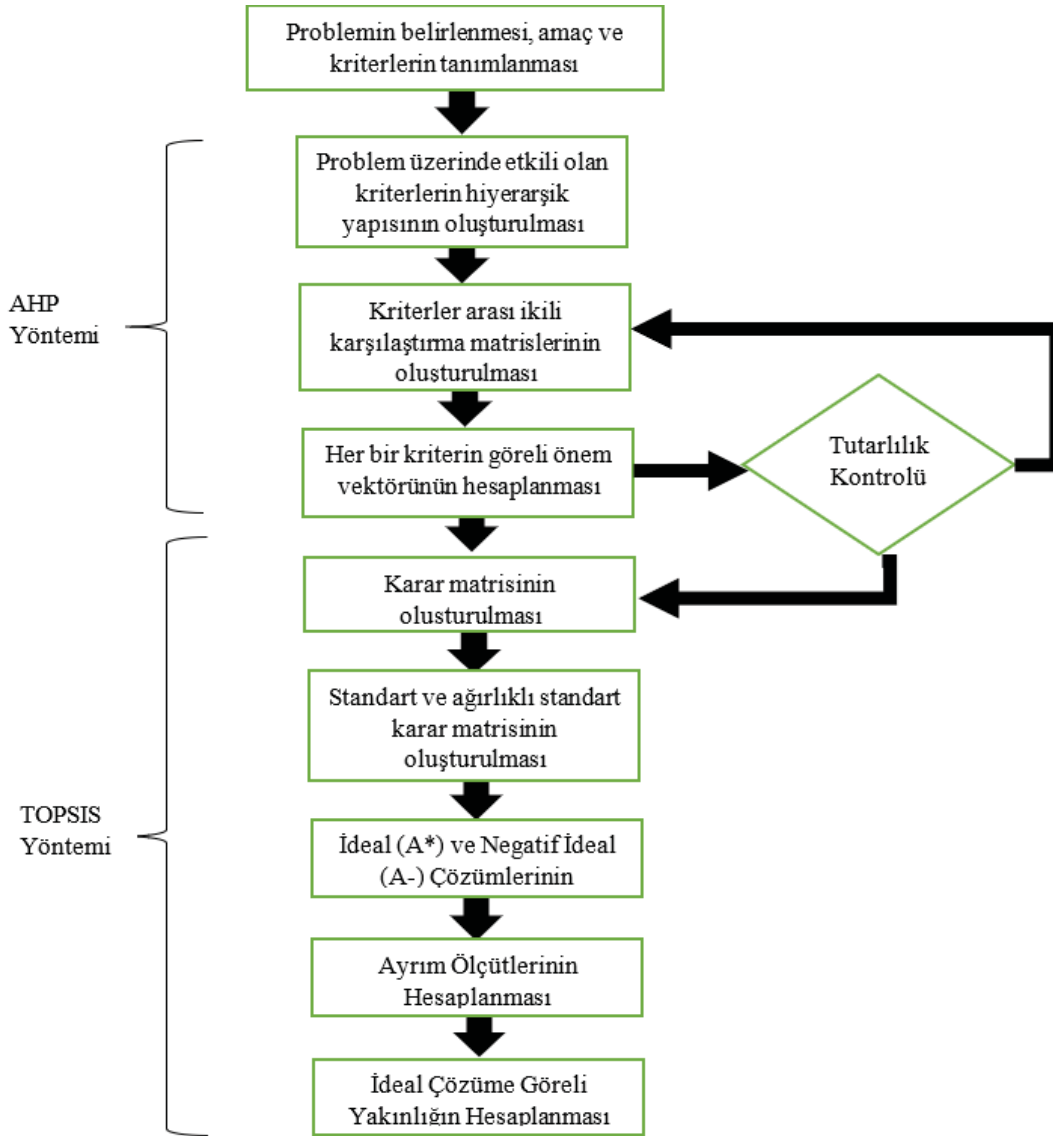 Problemin belirlenmesi, amaç ve
kriterlerin tanımlanması
Problem üzerinde etkili olan
kriterlerin hiyerarşik
yapısının oluşturulması
AHP
Yöntemi
Kriterler arası ikili
karşılaştırma matrislerinin
oluşturulması
Her bir kriterin göreli önem
vektörünün hesaplanması
Tutarlılık
Kontrolü
Karar matrisinin
olusturulması
Standart ve ağırlıklı standart
karar matrisinin
oluşturulması
TOPSIS
Yöntemi
İdeal (A*) ve Negatif İdeal
(A-) Çözümlerinin
Ayrım Ölçütlerinin
Hesaplanması
İdeal Çözüme Göreli
Yakınlığın Hesaplanması